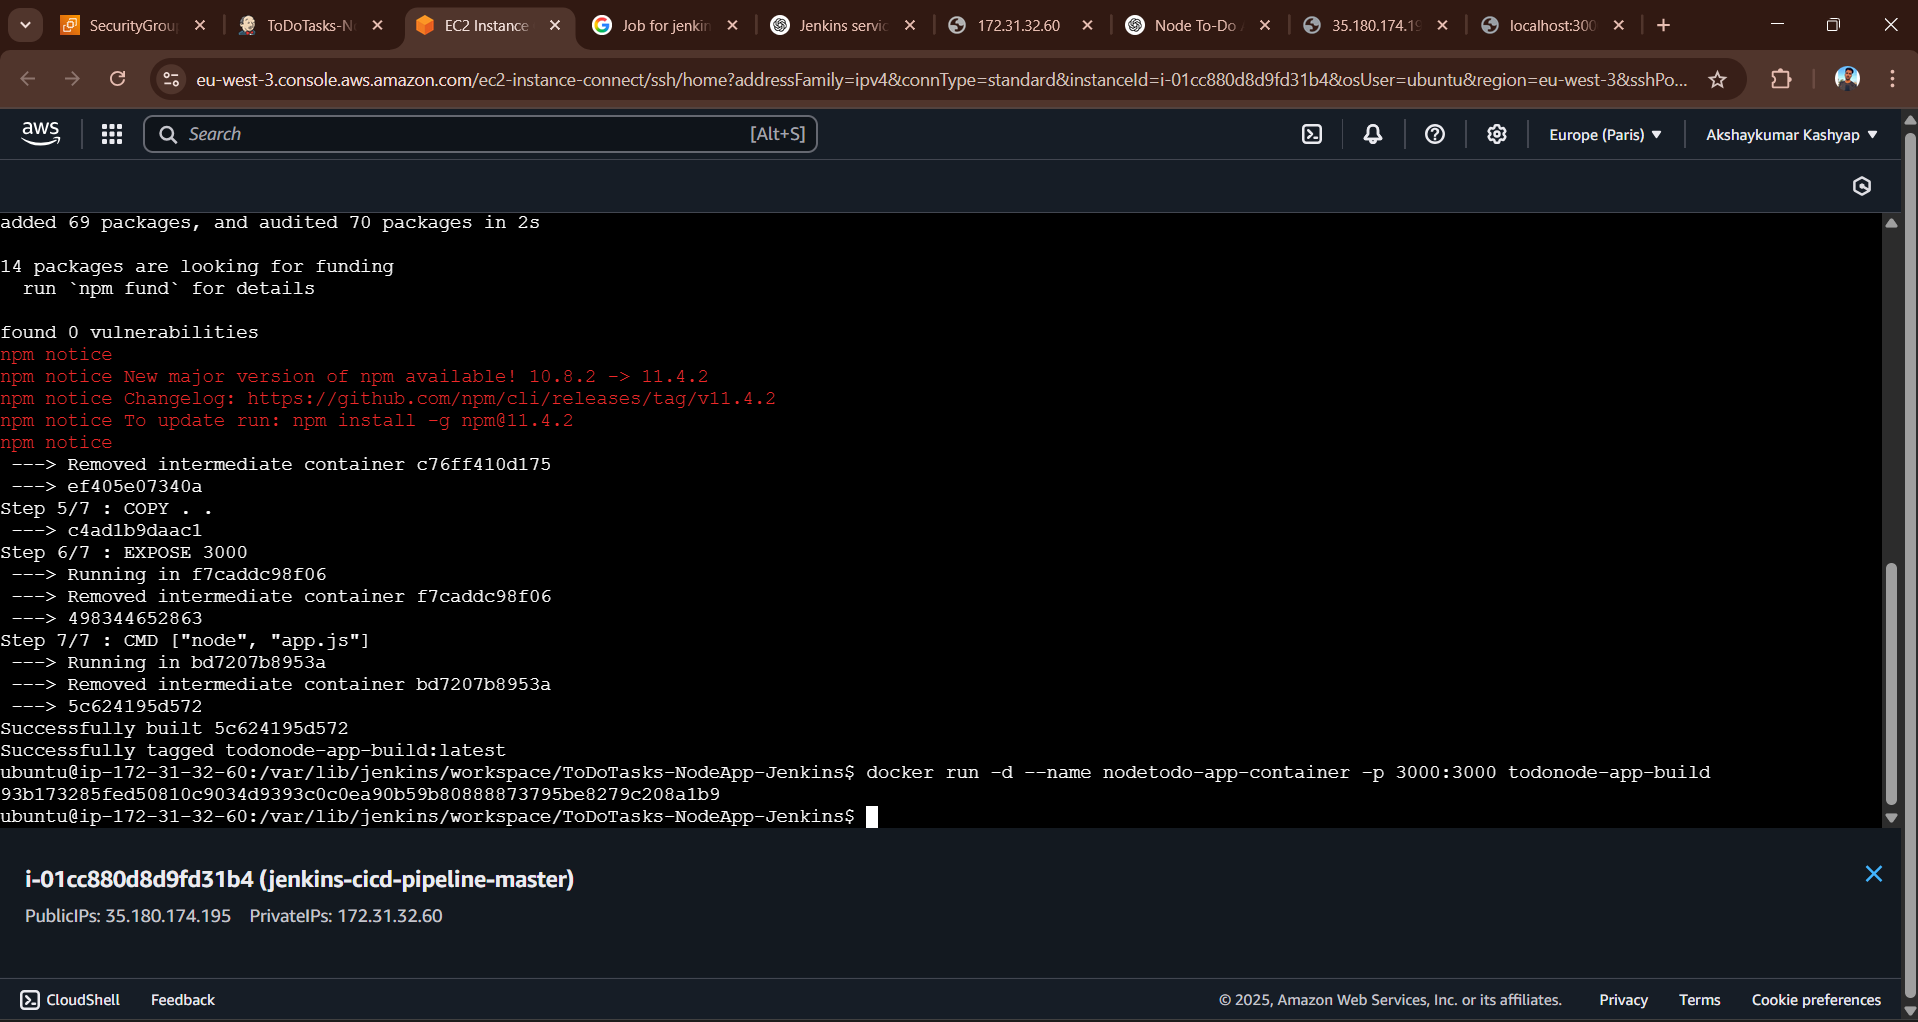 SecurityGroup
ToDoTasks-N
EC2 Instance
Job for jenkin
Jenkins servic
172.31.32.60
Node To-Do
35.180.174.19
localhost:300
eu-west-3.console.aws.amazon.com/ec2-instance-connect/ssh/home?addressFamily=ipv4&connType=standard&instanceId=i-01cc880d8d9fd31b4&osUser=ubuntu&region=eu-west-3&sshPo...
aws
Search
[Alt+S]
Europe (Paris)
Akshaykumar Kashyap
added 69 packages, and audited 70 packages in 2s
14 packages are looking for funding
run `npm fund` for details
found 0 vulnerabilities
npm notice
npm notice New major version of npm available! 10.8.2 -> 11.4.2
npm notice Changelog: https://github.com/npm/cli/releases/tag/v11.4.2
npm notice To update run: npm install -g npm@11.4.2
npm notice
---> Removed intermediate container c76ff410d175
---> ef405e07340a
Step 5/7 : COPY . .
---> c4ad1b9daac1
Step 6/7 : EXPOSE 3000
---> Running in f7caddc98f06
---> Removed intermediate container f7caddc98f06
---> 498344652863
Step 7/7 : CMD ["node", "app.js"]
---> Running in bd7207b8953a
---> Removed intermediate container bd7207b8953a
---> 5c624195d572
Successfully built 5c624195d572
Successfully tagged todonode-app-build:latest
ubuntu@ip-172-31-32-60:/var/lib/jenkins/workspace/ToDoTasks-NodeApp-Jenkins$ docker run -d --name nodetodo-app-container -p 3000:3000 todonode-app-build
93b173285fed50810c9034d9393c0c0ea90b59b80888873795be8279c208a1b9
ubuntu@ip-172-31-32-60:/var/lib/jenkins/workspace/ToDoTasks-NodeApp-Jenkins$
i-01cc880d8d9fd31b4 (jenkins-cicd-pipeline-master)
PublicIPs: 35.180.174.195 PrivateIPs: 172.31.32.60
CloudShell Feedback
© 2025, Amazon Web Services, Inc. or its affiliates. Privacy Terms Cookie preferences